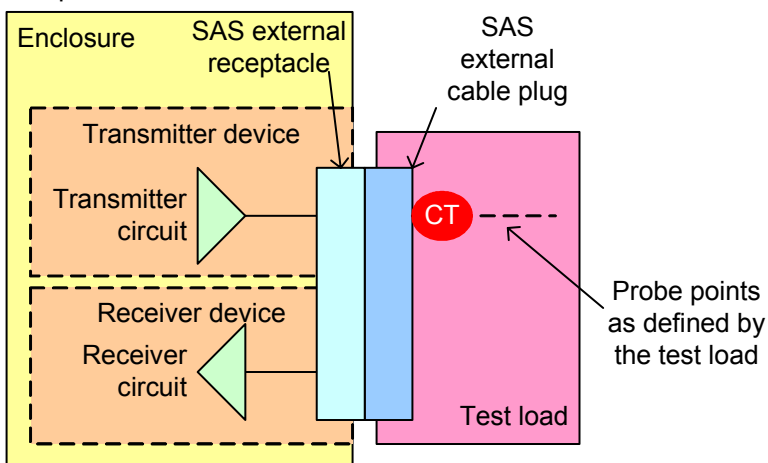 Enclosure
SAS external
receptacle
SAS
external
cable plug
Transmitter device
Transmitter
circuit
CT
Receiver device
Receiver
circuit
Probe points
as defined by
the test load
Test load